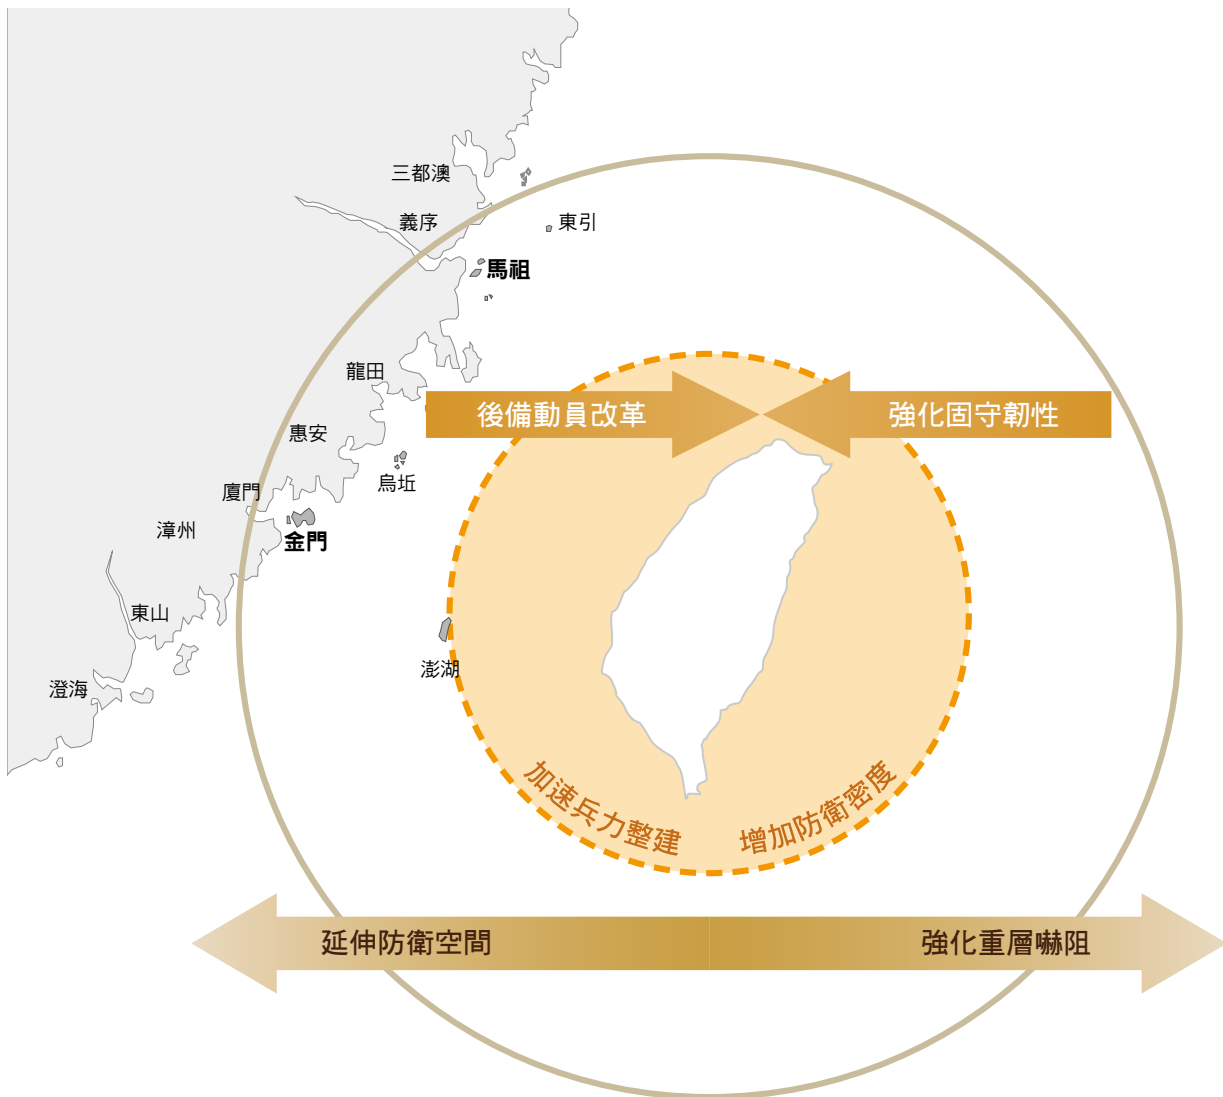 三都澳
義序
東引
馬祖
龍田
後備動員改革
強化固守韌性
惠安
烏坵
廈門
漳州
金門
東山
澎湖
澄海
加速兵力整建
增加防衛密度
延伸防衛空間
強化重層嚇阻